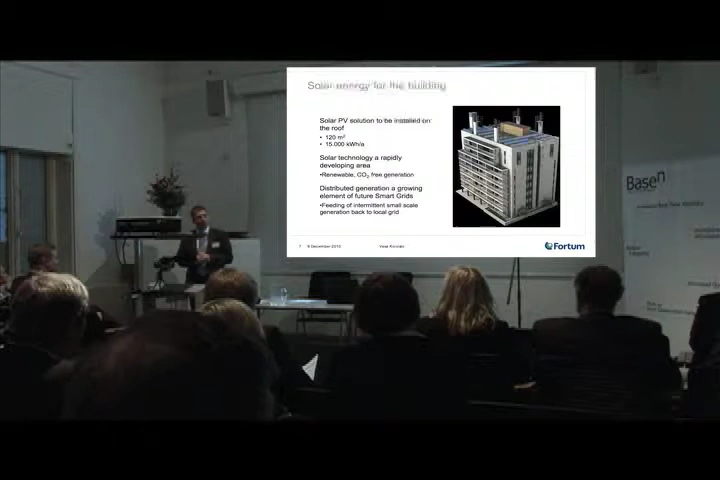 Solar energy for the building
Solar PV solution to be installed on
the roof
• 120 m²
• 15.000 kWh/a
Solar technology a rapidly
developing area
•Renewable, CO₂ free generation
Distributed generation a growing
element of future Smart Grids
•Feeding of intermittent small scale
generation back to local grid
7
Fortum
Basen